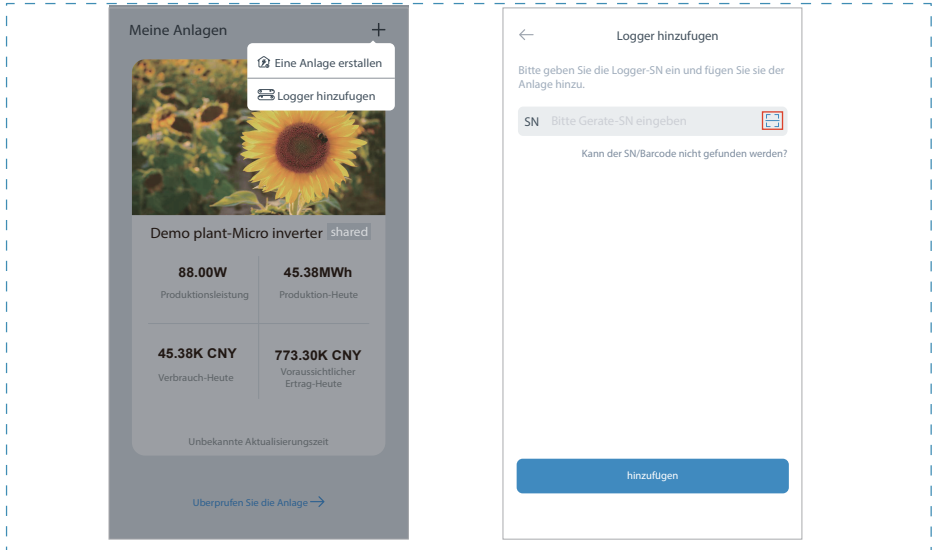 Meine Anlagen
Eine Anlage erstellen
Logger hinzufugen
Demo plant-Micro inverter shared
88.00W
45.38MWh
Produktionsleistung
Produktion-Heute
45.38K CNY
773.30K CNY
Verbrauch-Heute
Voraussichtlicher
Ertrag-Heute
Unbekannte Aktualisierungszeit
Uberprufen Sie die Anlage
Logger hinzufugen
Bitte geben Sie die Logger-SN ein und fügen Sie sie der
Anlage hinzu.
SN Bitte Gerate-SN eingeben
Kann der SN/Barcode nicht gefunden werden?
hinzufügen